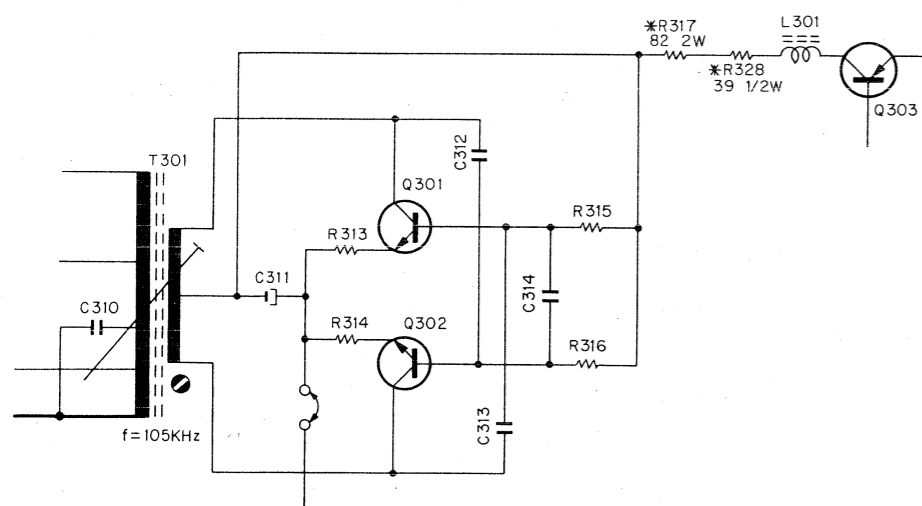 *R317
82 2W
L301
*R328
39 1/2W
Q303
T301
C312
Q301
R315
R313
C311
C314
C310
R314
Q302
R316
C313
f=105KHz